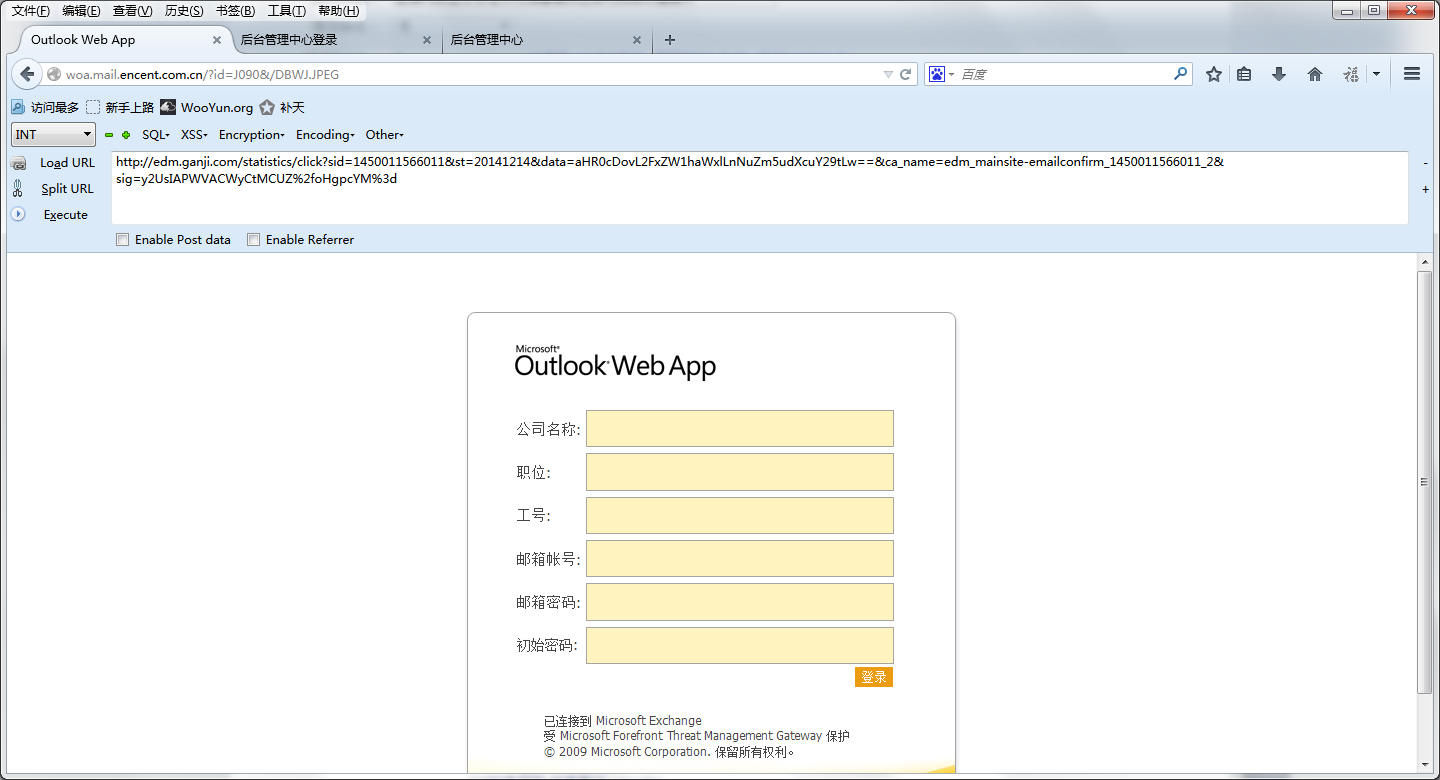 文件(F) 编辑(E) 查看(V) 历史(S) 书签(B) 工具(T) 帮助(H)
Outlook Web App 后台管理中心登录 后台管理中心
woa.mail.encent.com.cn/?id=J090&/DBWJ.JPEG 百度 福
访问最多 新手上路 WooYun.org 补天
INT SQL XSS Encryption Encoding Other
Load URL http://edm.ganji.com/statistics/click?sid=1450011566011&st=20141214&data=aHR0cDovL2FxZW1haWxlLnNuZm5udXcuY29tLw==&ca_name=edm_mainsite-emailconfirm_1450011566011_2&
Split URL sig=y2UsIAPWVACWyCtMCUZ%2foHgpcYM%3d
Execute
Enable Post data Enable Referrer
Microsoft®
Outlook Web App
公司名称:
职位:
工号:
邮箱帐号:
邮箱密码:
初始密码:
登录
已连接到 Microsoft Exchange
受 Microsoft Forefront Threat Management Gateway 保护
© 2009 Microsoft Corporation. 保留所有权利。